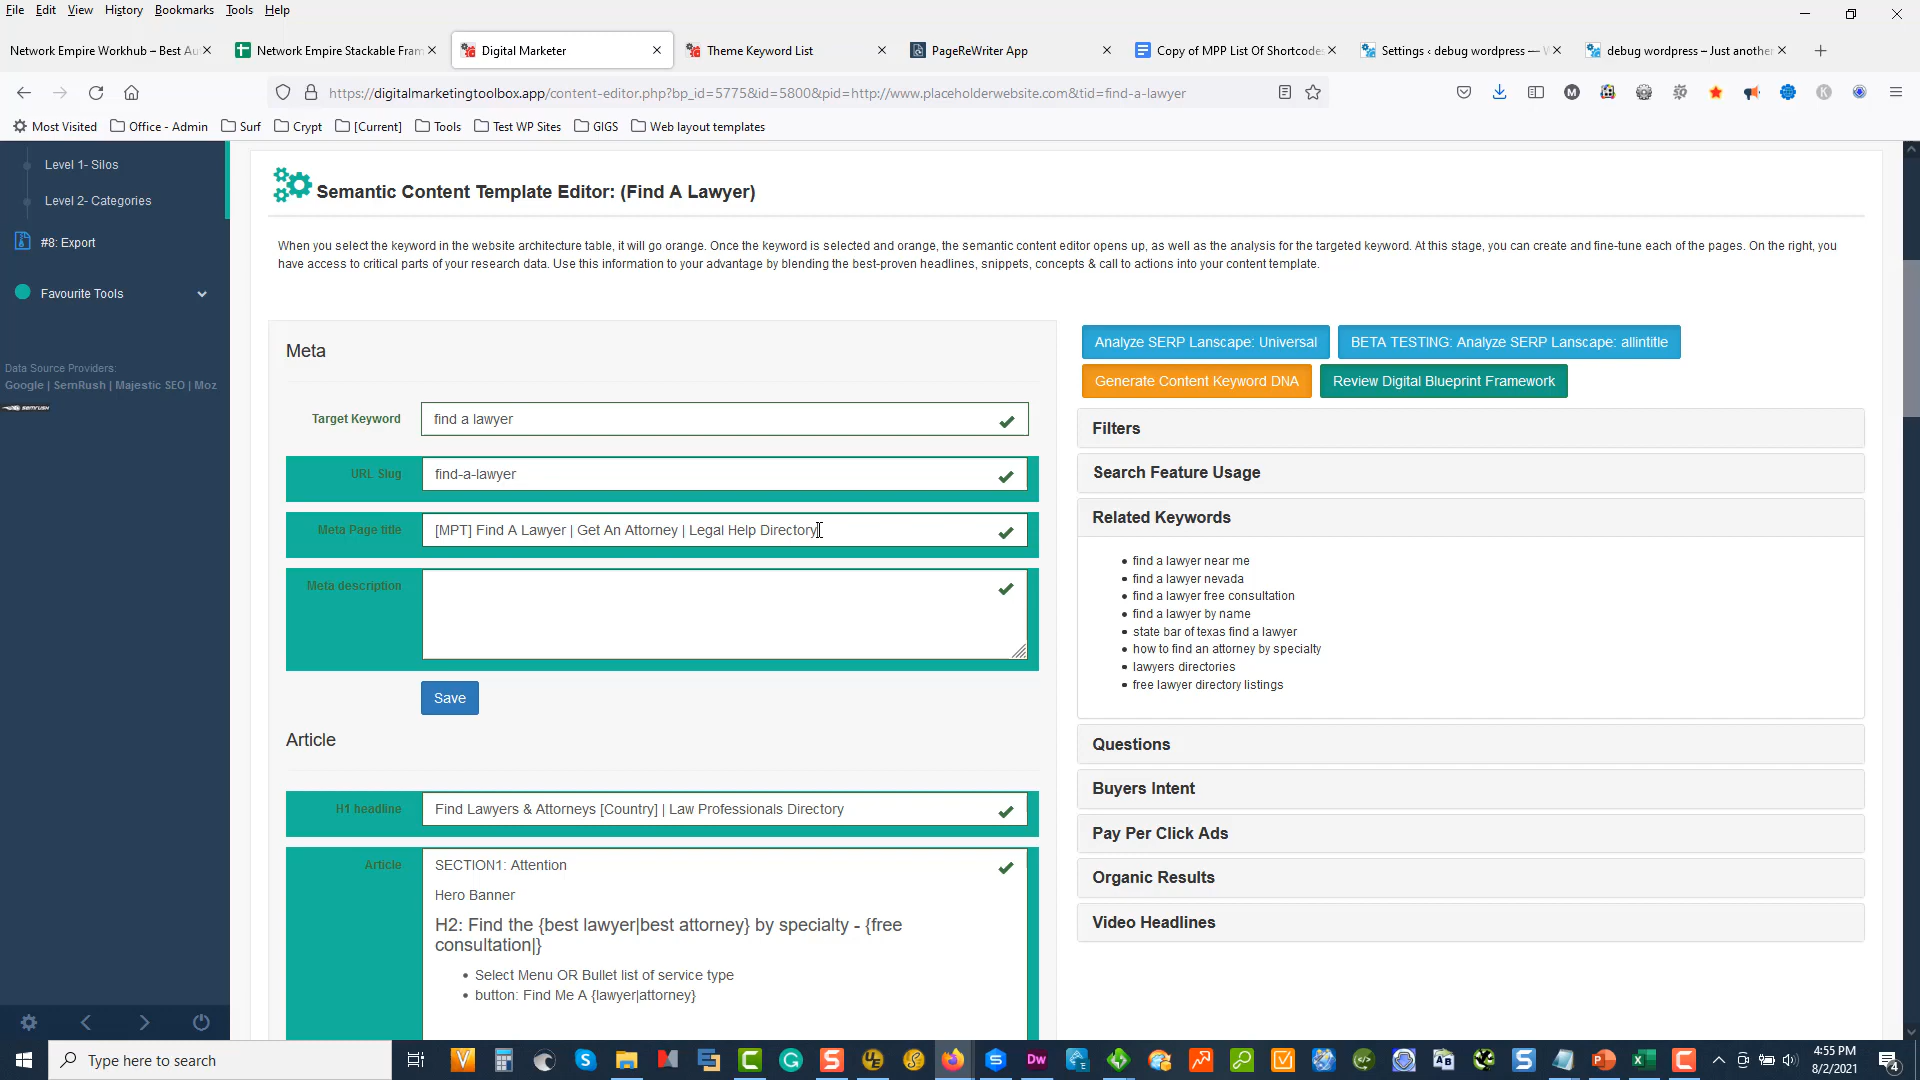 File Edit View History Bookmarks Tools Help
Network Empire Workhub – Best Au
Network Empire Stackable Fram
Digital Marketer
Theme Keyword List
PageReWriter App
Copy of MPP List Of Shortcodes
Settings ‹ debug wordpress — W
debug wordpress – Just another
https://digitalmarketingtoolbox.app/content-editor.php?bp_id=5775&id=5800&pid=http://www.placeholderwebsite.com&tid=find-a-lawyer
Most Visited Office - Admin Surf Crypt [Current] Tools Test WP Sites GIGS Web layout templates
Level 1- Silos
Level 2- Categories
#8: Export
Favourite Tools
Data Source Providers:
Google | SemRush | Majestic SEO | Moz
semrush
Semantic Content Template Editor: (Find A Lawyer)
When you select the keyword in the website architecture table, it will go orange. Once the keyword is selected and orange, the semantic content editor opens up, as well as the analysis for the targeted keyword. At this stage, you can create and fine-tune each of the pages. On the right, you
have access to critical parts of your research data. Use this information to your advantage by blending the best-proven headlines, snippets, concepts & call to actions into your content template.
Meta
Target Keyword find a lawyer
URL Slug find-a-lawyer
Meta Page title [MPT] Find A Lawyer | Get An Attorney | Legal Help Directory
Meta description
Save
Article
H1 headline Find Lawyers & Attorneys [Country] | Law Professionals Directory
Article SECTION1: Attention
Hero Banner
H2: Find the {best lawyer|best attorney} by specialty - {free
consultation|}
Select Menu OR Bullet list of service type
button: Find Me A {lawyer|attorney}
Analyze SERP Lanscape: Universal
BETA TESTING: Analyze SERP Lanscape: allintitle
Generate Content Keyword DNA
Review Digital Blueprint Framework
Filters
Search Feature Usage
Related Keywords
find a lawyer near me
find a lawyer nevada
find a lawyer free consultation
find a lawyer by name
state bar of texas find a lawyer
how to find an attorney by specialty
lawyers directories
free lawyer directory listings
Questions
Buyers Intent
Pay Per Click Ads
Organic Results
Video Headlines
Type here to search
4:55 PM
8/2/2021
4